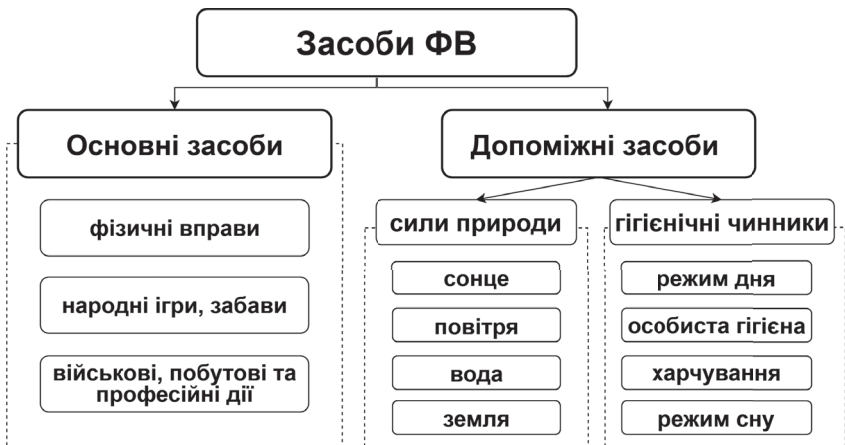 Засоби ФВ
Основні засоби
Допоміжні засоби
фізичні вправи
народні ігри, забави
військові, побутові та
професійні дії
сили природи
сонце
повітря
вода
земля
гігієнічні чинники
режим дня
особиста гігієна
харчування
режим сну